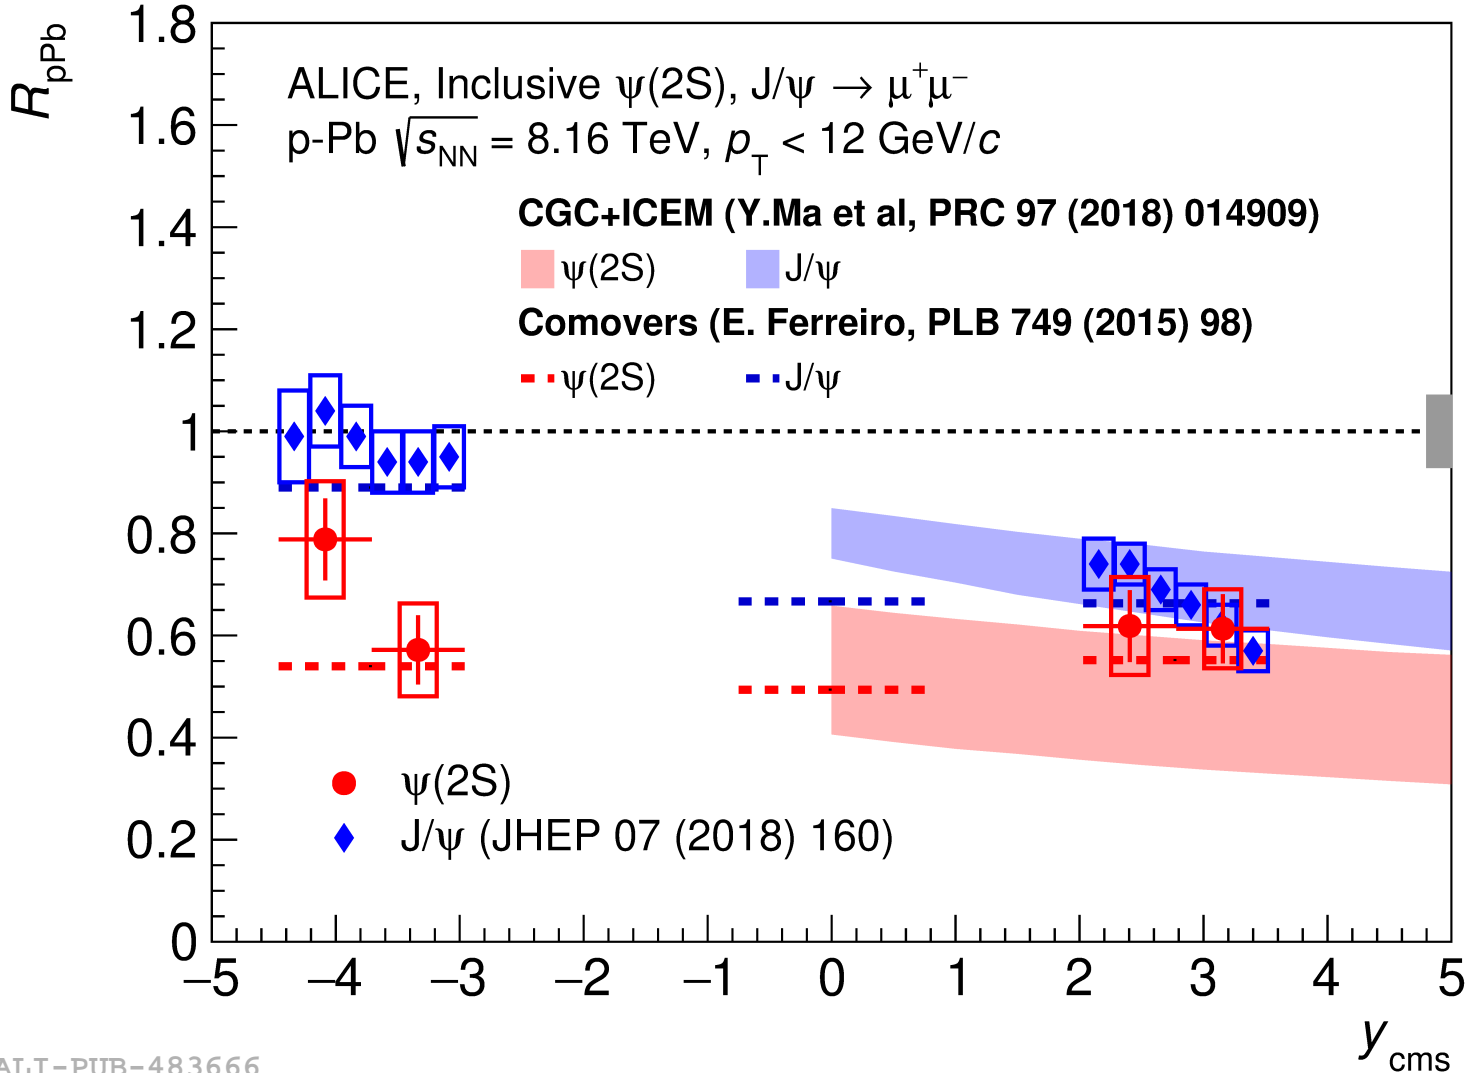 R_pPb
1.8
1.6
1.4
1.2
1
0.8
0.6
0.4
0.2
0
ALICE, Inclusive ψ(2S), J/ψ → μ⁺μ⁻
p-Pb √s_NN = 8.16 TeV, p_T < 12 GeV/c
CGC+ICEM (Y.Ma et al, PRC 97 (2018) 014909)
ψ(2S) J/ψ
Comovers (E. Ferreiro, PLB 749 (2015) 98)
ψ(2S) J/ψ
ψ(2S)
J/ψ (JHEP 07 (2018) 160)
−5 −4 −3 −2 −1 0 1 2 3 4 5
y_cms
ALI-PUB-483666